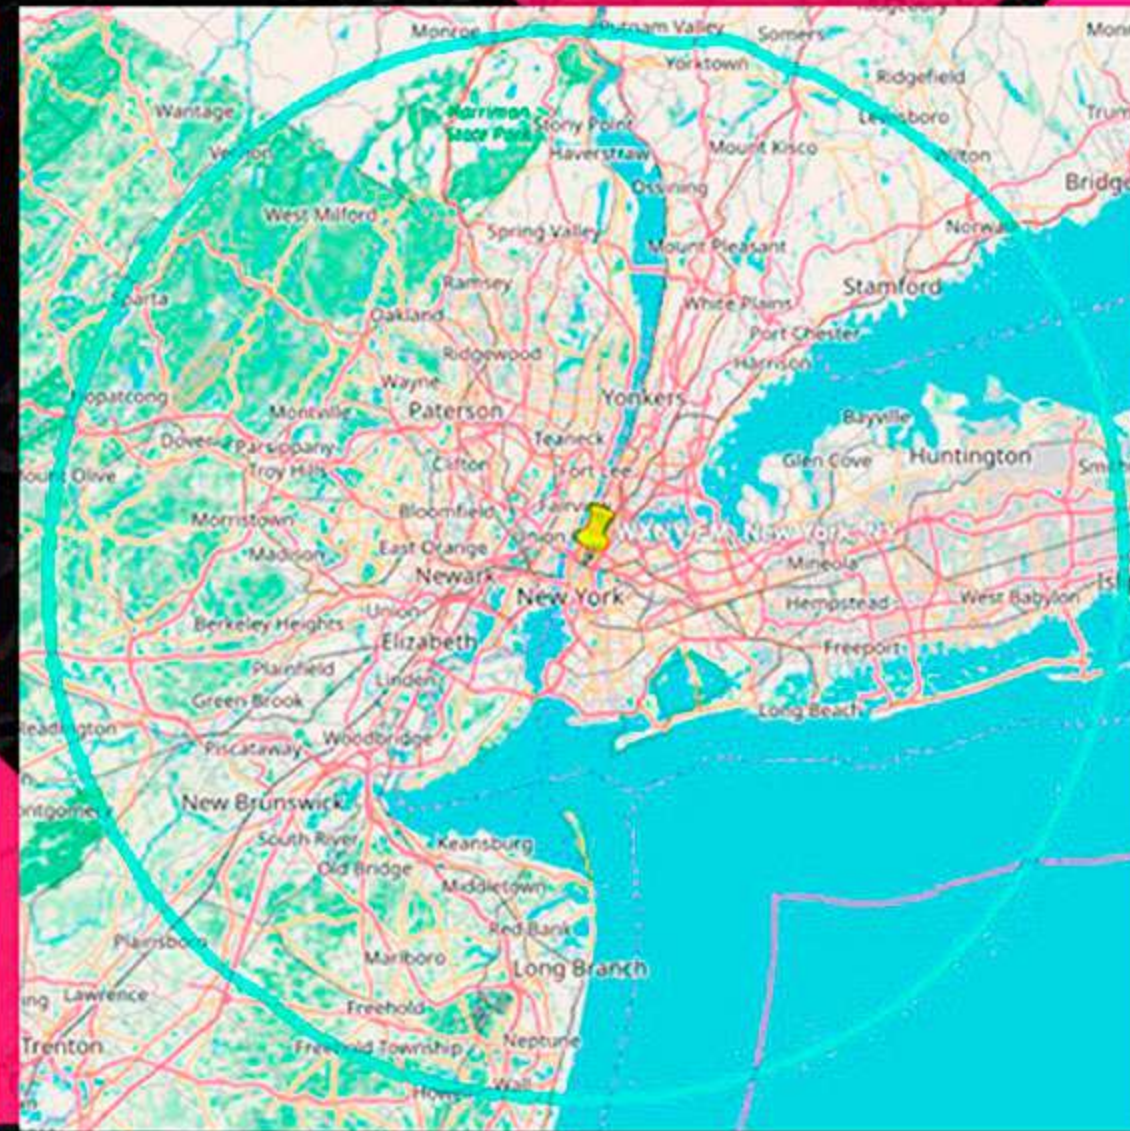 Monroe
Putnam Valley
Somers
Yorktown
Ridgefield
Wantage
Harriman
State Park
Stony Point
Haverstraw
Mount Kisco
Vernon
Wilton
Ossining
West Milford
Spring Valley
Mount Pleasant
Norwalk
Stamford
Ramsey
Sparta
White Plains
Oakland
Port Chester
Ridgewood
Harrison
Wayne
Hopatcong
Yonkers
Paterson
Montville
Bayville
Teaneck
Dover
Parsippany
Troy Hills
Clifton
Fort Lee
Glen Cove
Huntington
Mount Olive
Bloomfield
Morristown
Union
NEW YORK, NY
East Orange
Madison
Mineola
Newark
New York
Hempstead
West Babylon
Union
Berkeley Heights
Elizabeth
Freeport
Plainfield
Linden
Green Brook
Long Beach
Readington
Woodbridge
Piscataway
New Brunswick
South River
Keansburg
Old Bridge
Middletown
Red Bank
Plainsboro
Marlboro
Long Branch
Lawrence
Freehold
Trenton
Freehold Township
Neptune
Wall